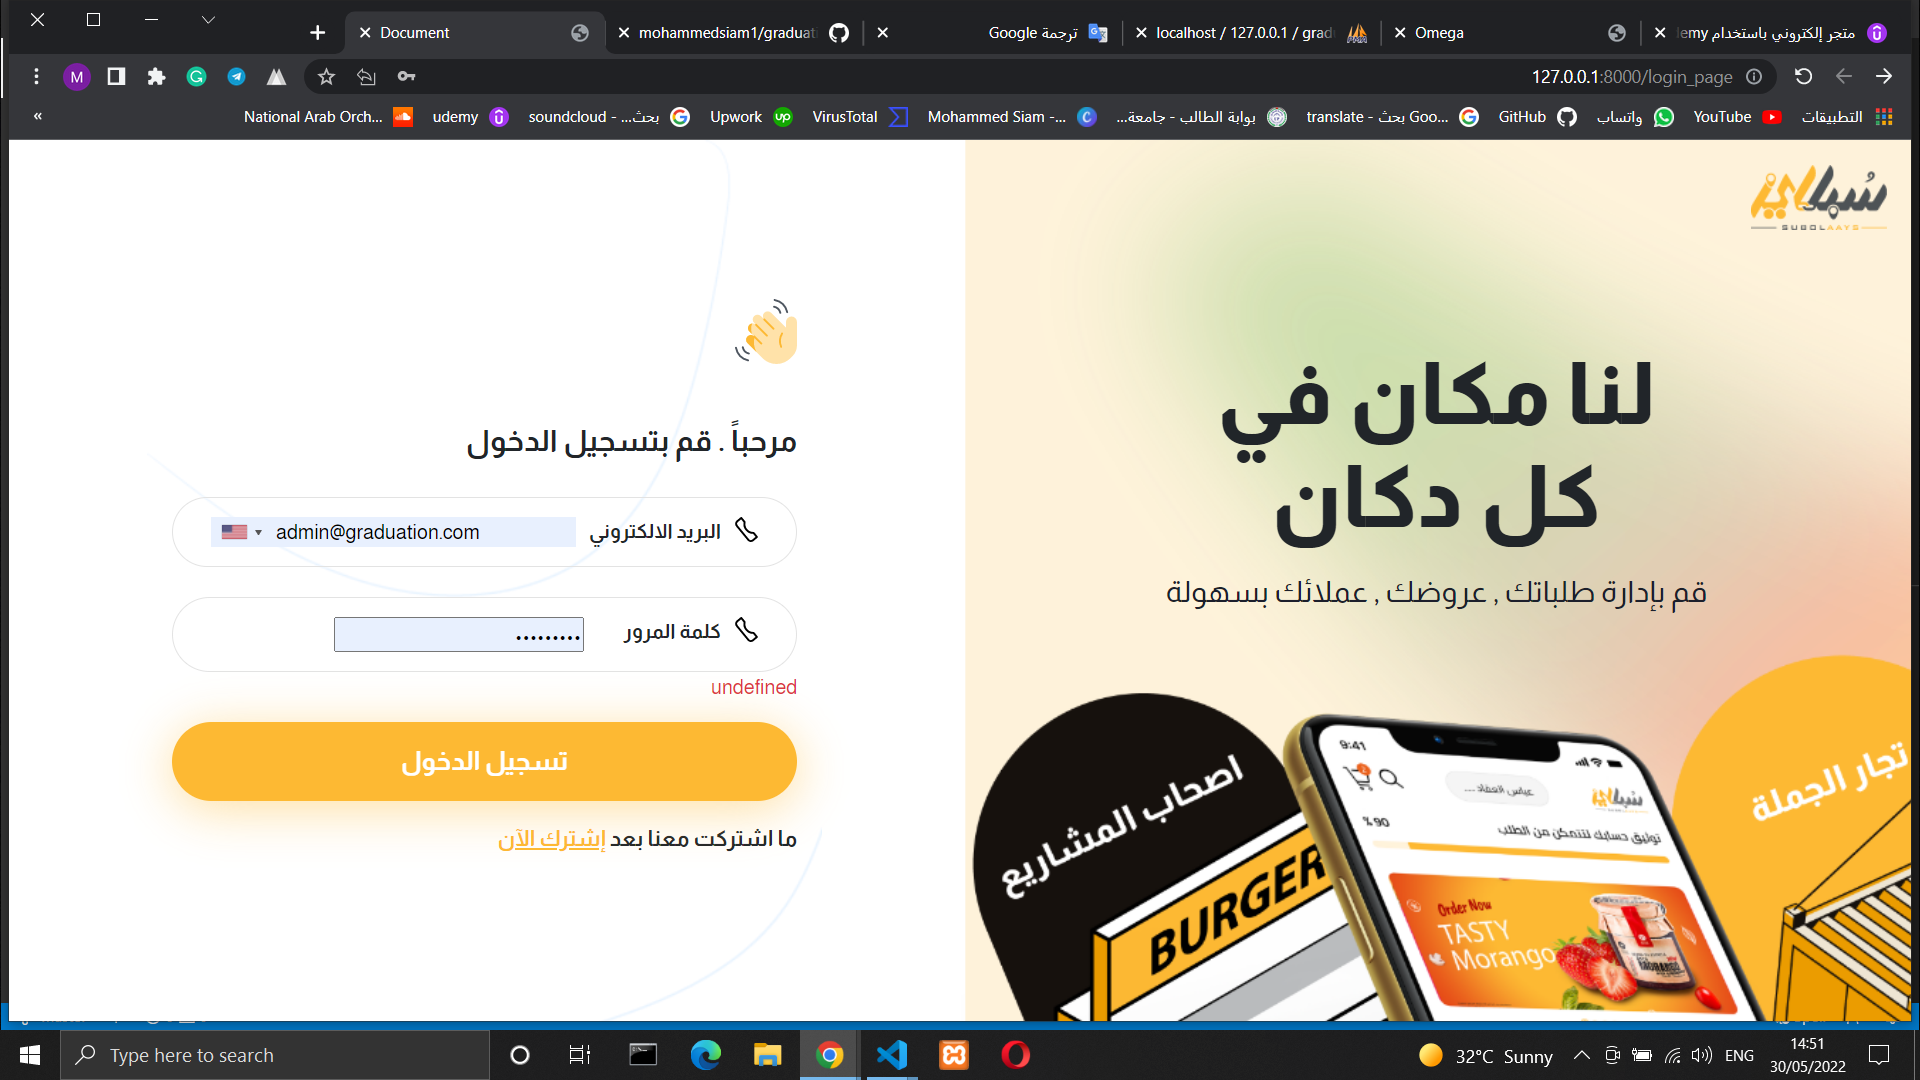 Document
mohammedsiam1/graduat
ترجمة Google
localhost / 127.0.0.1 / grad
Omega
متجر إلكتروني باستخدام lemy
M
127.0.0.1:8000/login_page
«
National Arab Orch...
udemy
soundcloud - بحث...
Upwork
VirusTotal
Mohammed Siam -...
بوابة الطالب - جامعة...
translate - بحث Goo...
GitHub
واتساب
YouTube
التطبيقات
سُبلاي
SUBOLAAYS
لنا مكان في
كل دكان
قم بإدارة طلباتك , عروضك , عملائك بسهولة
مرحباً . قم بتسجيل الدخول
البريد الالكتروني
admin@graduation.com
كلمة المرور
•••••••••
undefined
تسجيل الدخول
ما اشتركت معنا بعد إشترك الآن
اصحاب المشاريع
تجار الجملة
BURGER
9:41
عباس العقاد ...
سُبلاي
90 %
توثيق حسابك لتتمكن من الطلب
Order Now
TASTY
Morango
Type here to search
32°C Sunny
ENG
14:51
30/05/2022